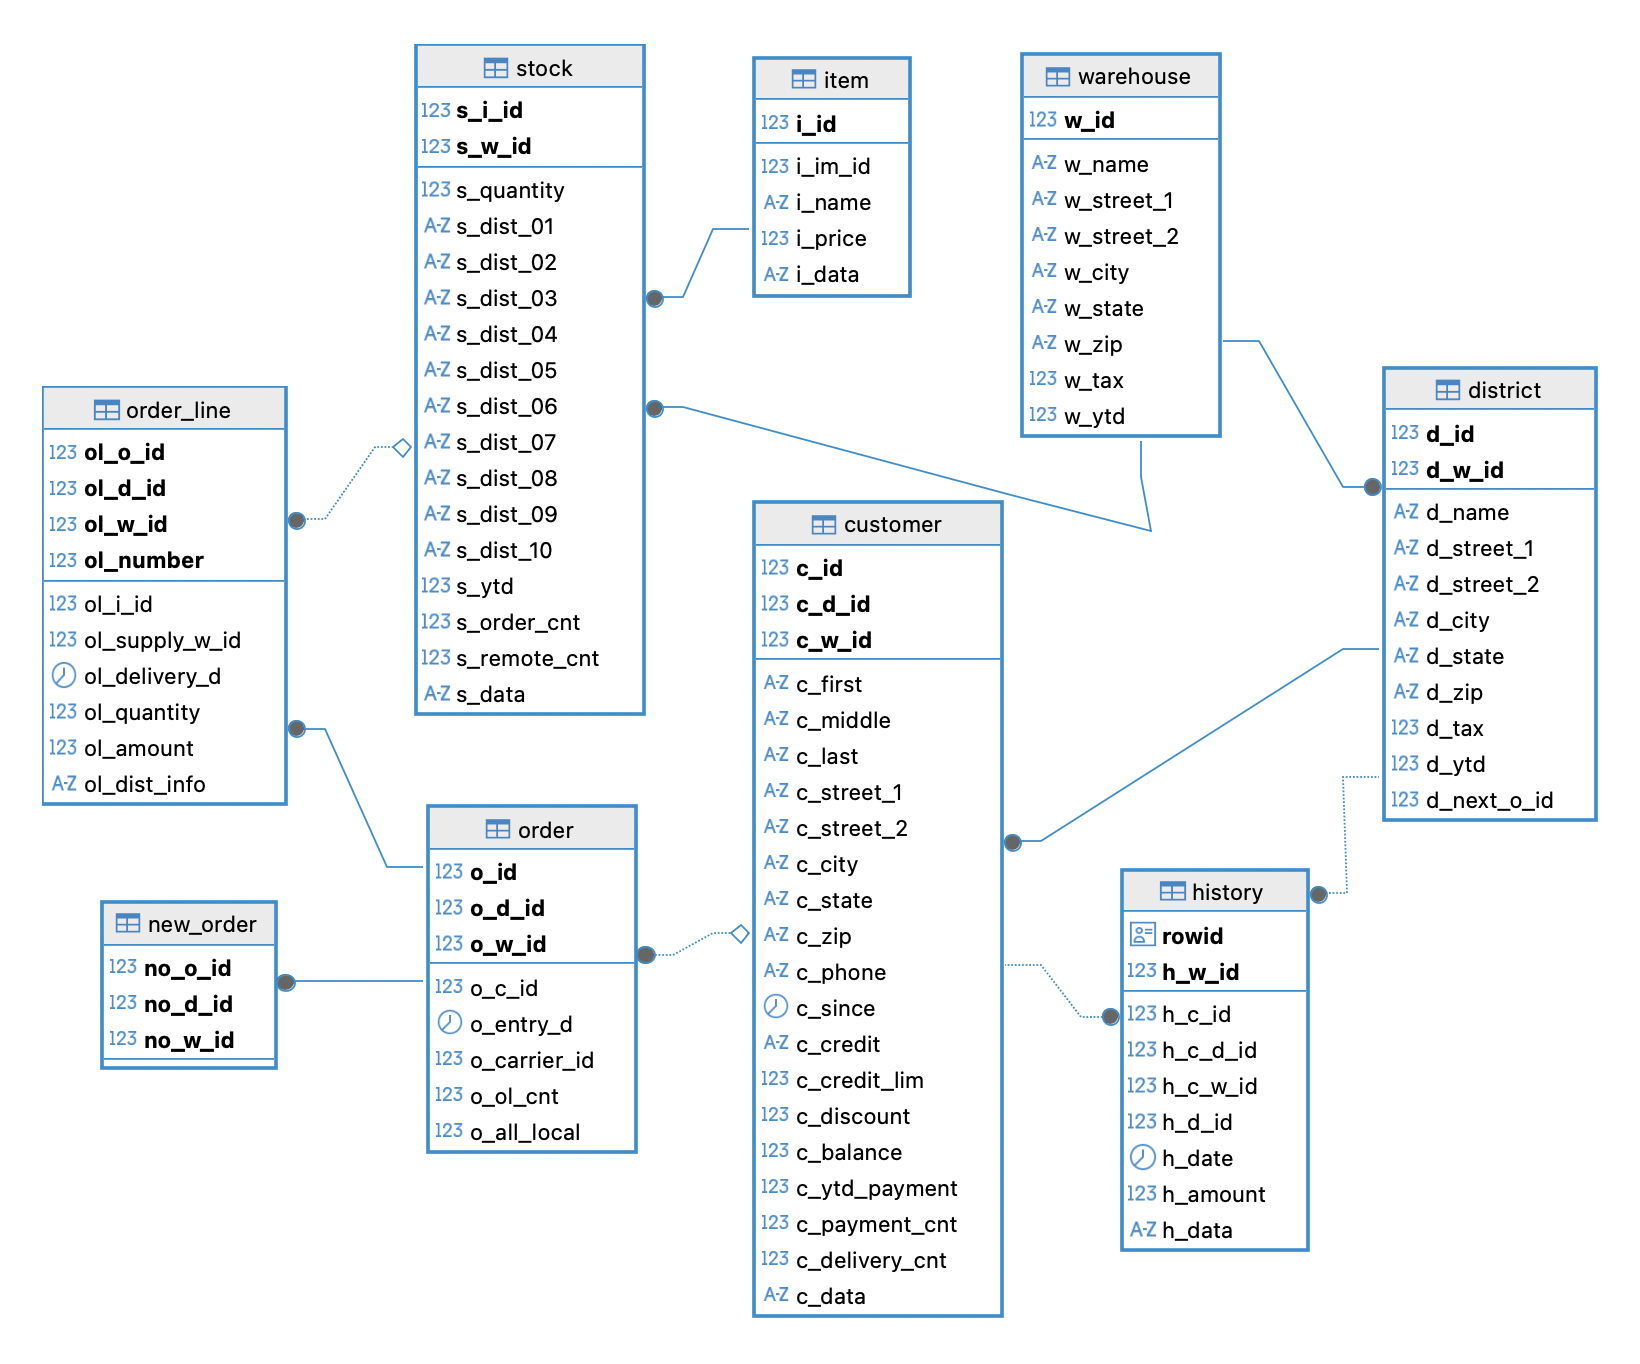 stock
123 s_i_id
123 s_w_id
123 s_quantity
A-Z s_dist_01
A-Z s_dist_02
A-Z s_dist_03
A-Z s_dist_04
A-Z s_dist_05
A-Z s_dist_06
A-Z s_dist_07
A-Z s_dist_08
A-Z s_dist_09
A-Z s_dist_10
123 s_ytd
123 s_order_cnt
123 s_remote_cnt
A-Z s_data
item
123 i_id
123 i_im_id
A-Z i_name
123 i_price
A-Z i_data
warehouse
123 w_id
A-Z w_name
A-Z w_street_1
A-Z w_street_2
A-Z w_city
A-Z w_state
A-Z w_zip
123 w_tax
123 w_ytd
district
123 d_id
123 d_w_id
A-Z d_name
A-Z d_street_1
A-Z d_street_2
A-Z d_city
A-Z d_state
A-Z d_zip
123 d_tax
123 d_ytd
123 d_next_o_id
order_line
123 ol_o_id
123 ol_d_id
123 ol_w_id
123 ol_number
123 ol_i_id
123 ol_supply_w_id
ol_delivery_d
123 ol_quantity
123 ol_amount
A-Z ol_dist_info
customer
123 c_id
123 c_d_id
123 c_w_id
A-Z c_first
A-Z c_middle
A-Z c_last
A-Z c_street_1
A-Z c_street_2
A-Z c_city
A-Z c_state
A-Z c_zip
A-Z c_phone
c_since
A-Z c_credit
123 c_credit_lim
123 c_discount
123 c_balance
123 c_ytd_payment
123 c_payment_cnt
123 c_delivery_cnt
A-Z c_data
order
123 o_id
123 o_d_id
123 o_w_id
123 o_c_id
o_entry_d
123 o_carrier_id
123 o_ol_cnt
123 o_all_local
new_order
123 no_o_id
123 no_d_id
123 no_w_id
history
rowid
123 h_w_id
123 h_c_id
123 h_c_d_id
123 h_c_w_id
123 h_d_id
h_date
123 h_amount
A-Z h_data